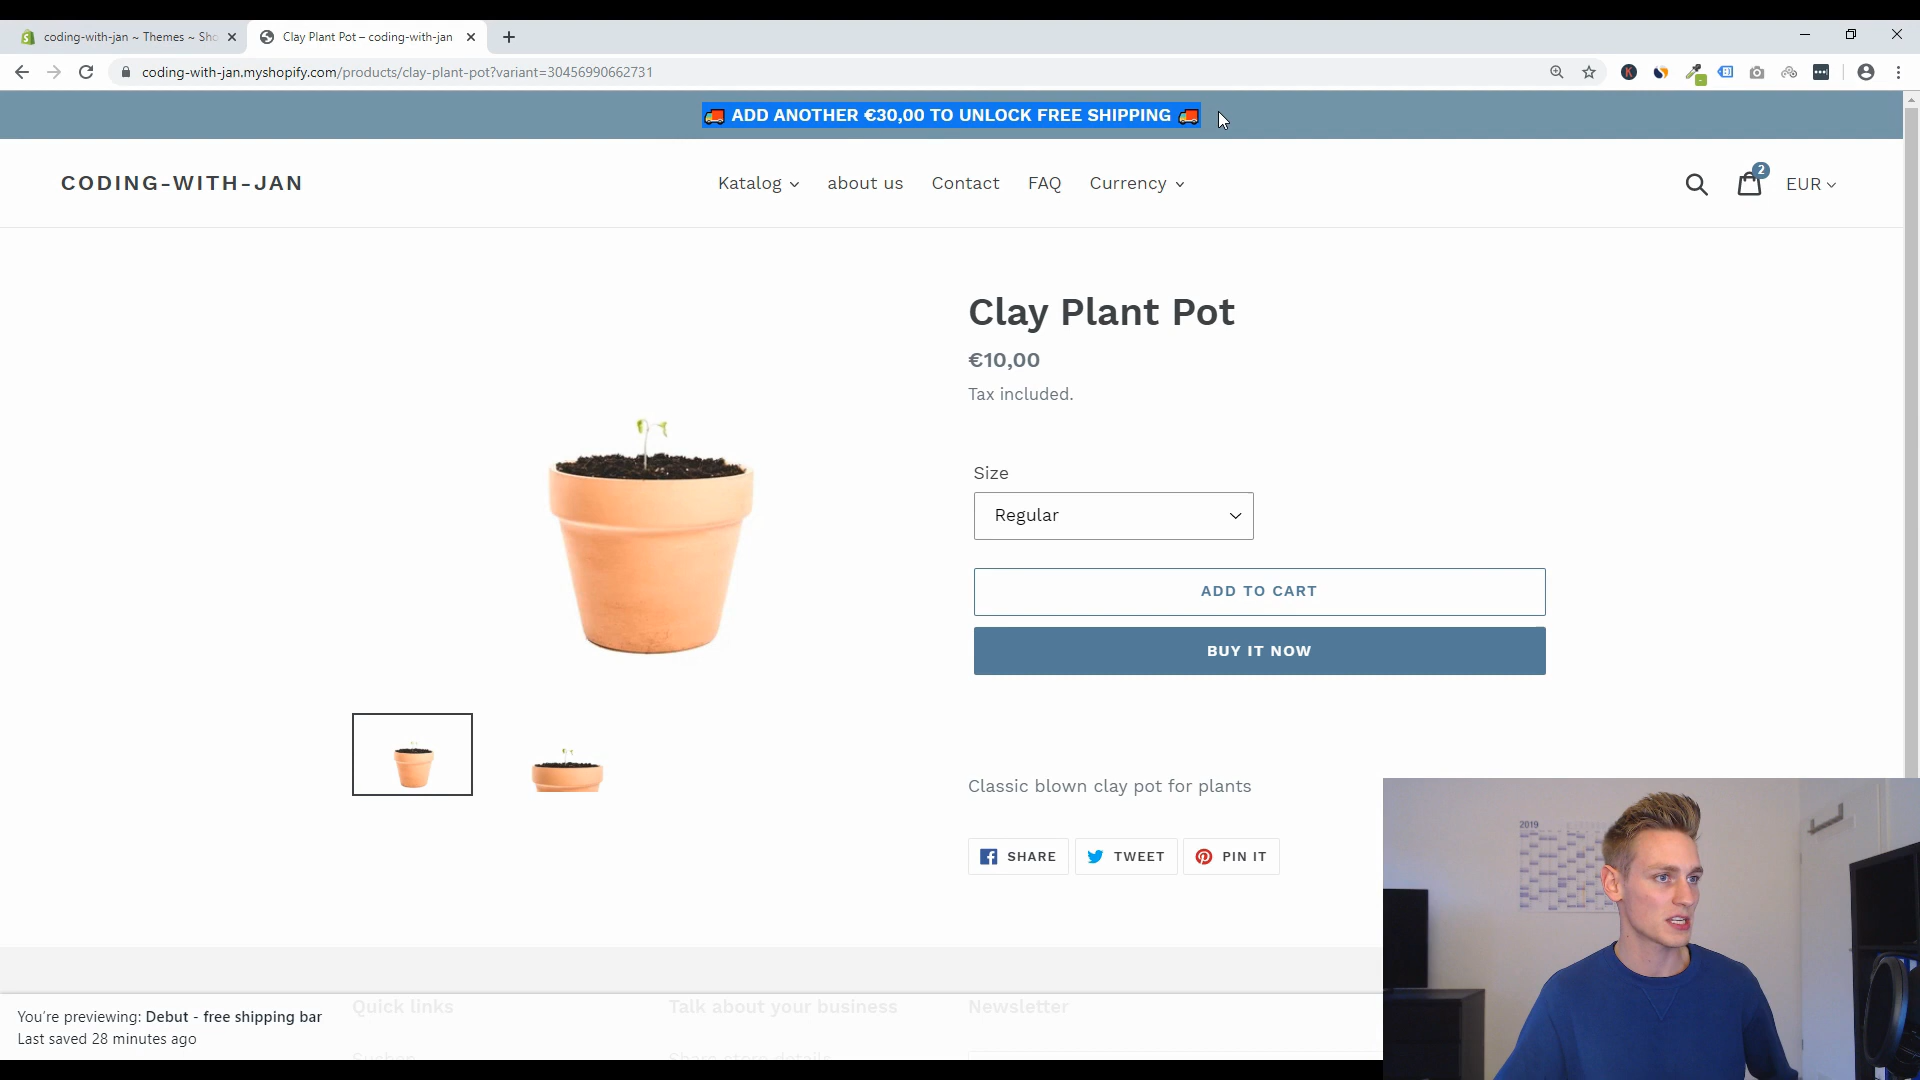 coding-with-jan ~ Themes ~ Sho
Clay Plant Pot – coding-with-jan
coding-with-jan.myshopify.com/products/clay-plant-pot?variant=30456990662731
🚚 ADD ANOTHER €30,00 TO UNLOCK FREE SHIPPING 🚚
CODING-WITH-JAN
Katalog about us Contact FAQ Currency
2
EUR
Clay Plant Pot
€10,00
Tax included.
Size
Regular
ADD TO CART
BUY IT NOW
Classic blown clay pot for plants
SHARE TWEET PIN IT
2019
Quick links Talk about your business Newsletter
You're previewing: Debut - free shipping bar
Last saved 28 minutes ago